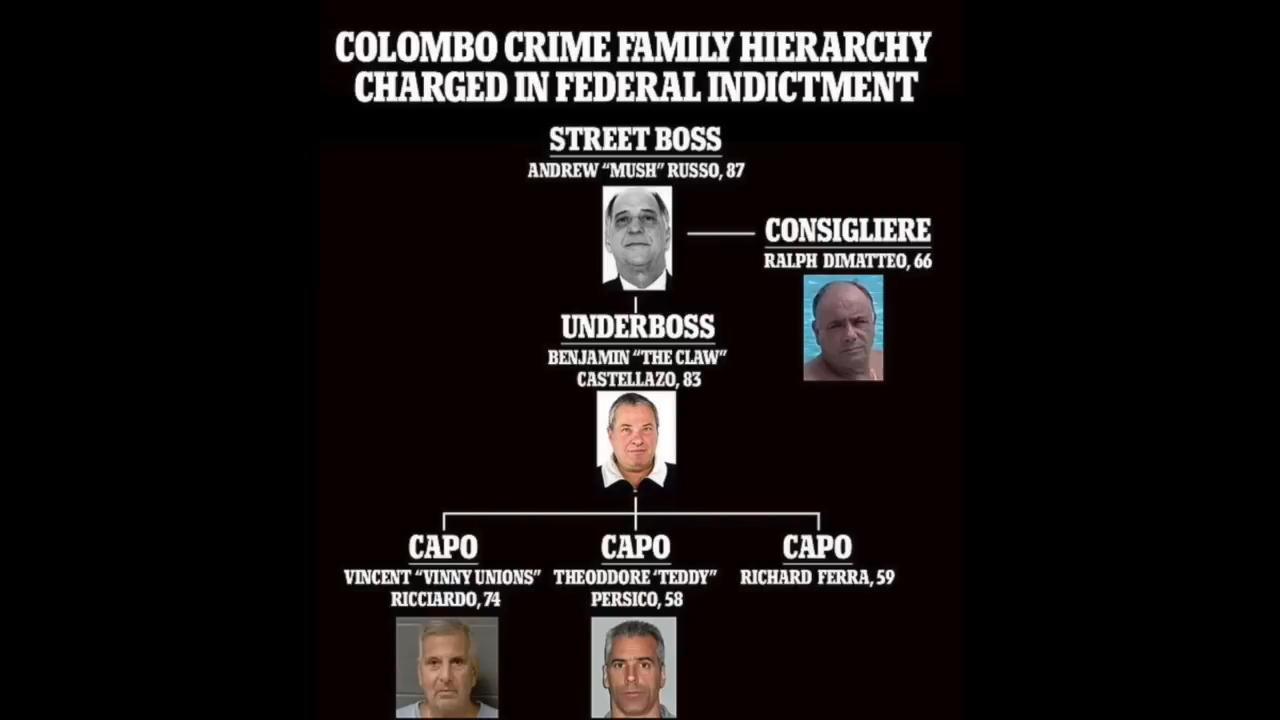 COLOMBO CRIME FAMILY HIERARCHY
CHARGED IN FEDERAL INDICTMENT
STREET BOSS
ANDREW “MUSH” RUSSO, 87
CONSIGLIERE
RALPH DIMATTEO, 66
UNDERBOSS
BENJAMIN “THE CLAW”
CASTELLAZO, 83
CAPO
VINCENT “VINNY UNIONS”
RICCIARDO, 74
CAPO
THEODDORE ‘TEDDY”
PERSICO, 58
CAPO
RICHARD FERRA, 59